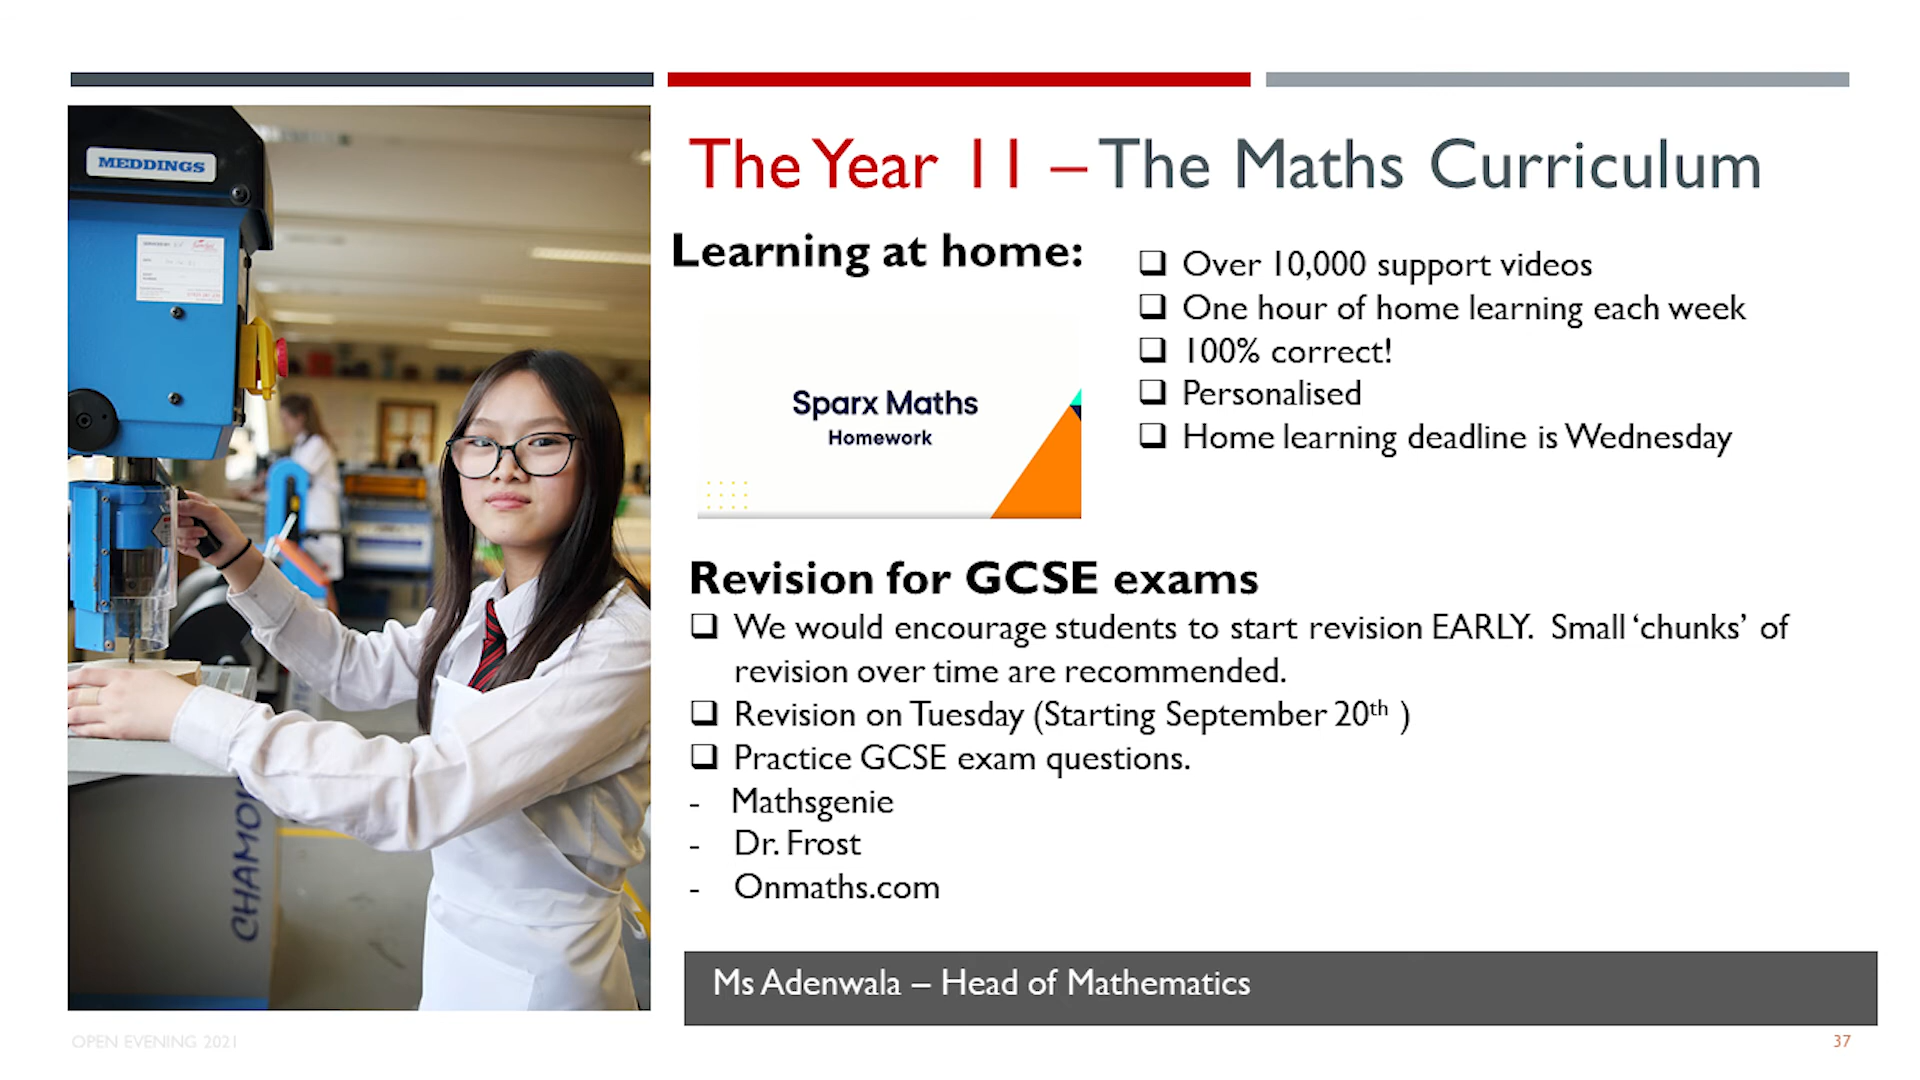 MEDDINGS
The Year 11 – The Maths Curriculum
Learning at home:
Sparx Maths
Homework
❑ Over 10,000 support videos
❑ One hour of home learning each week
❑ 100% correct!
❑ Personalised
❑ Home learning deadline is Wednesday
Revision for GCSE exams
❑ We would encourage students to start revision EARLY. Small ‘chunks’ of
revision over time are recommended.
❑ Revision on Tuesday (Starting September 20th )
❑ Practice GCSE exam questions.
- Mathsgenie
- Dr. Frost
- Onmaths.com
Ms Adenwala – Head of Mathematics
OPEN EVENING 2021
37